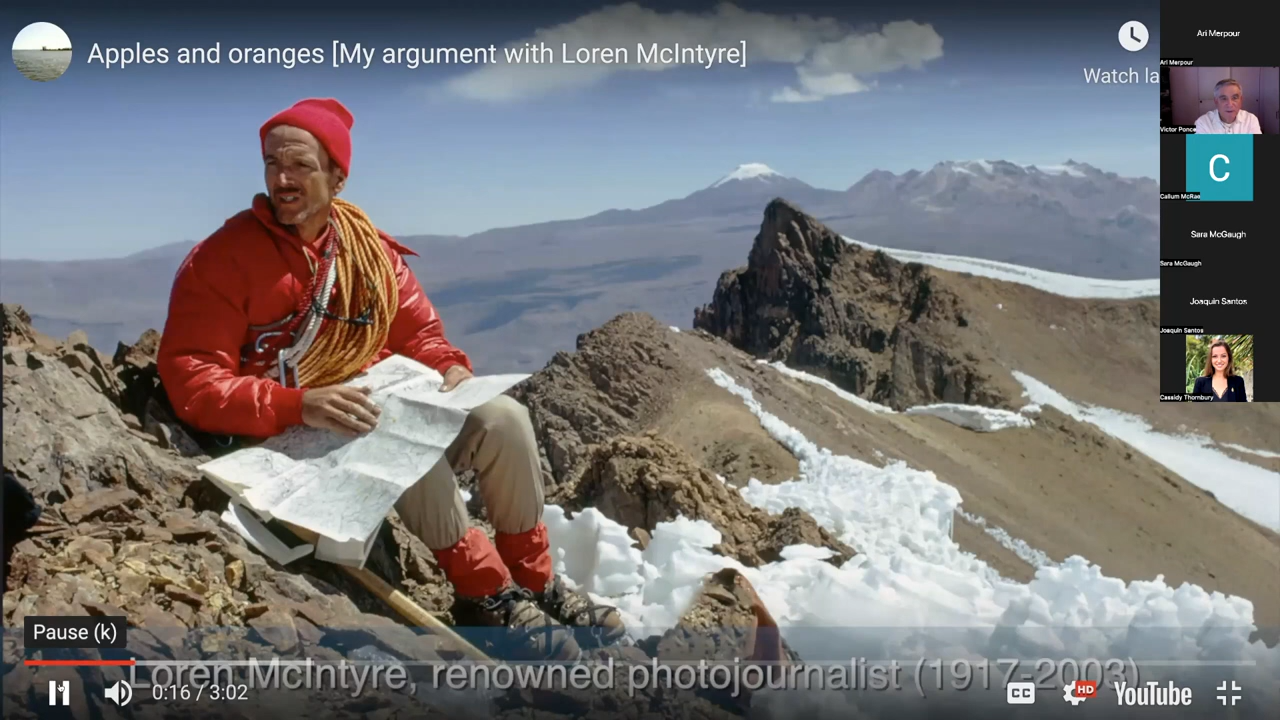 Apples and oranges [My argument with Loren McIntyre]
Watch la
Ari Merpour
Ari Merpour
Victor Ponce
C
Callum McRae
Sara McGaugh
Sara McGaugh
Joaquin Santos
Joaquin Santos
Cassidy Thornbury
Pause (k)
Loren McIntyre, renowned photojournalist (1917-2003)
0:16 / 3:02
CC
HD
YouTube